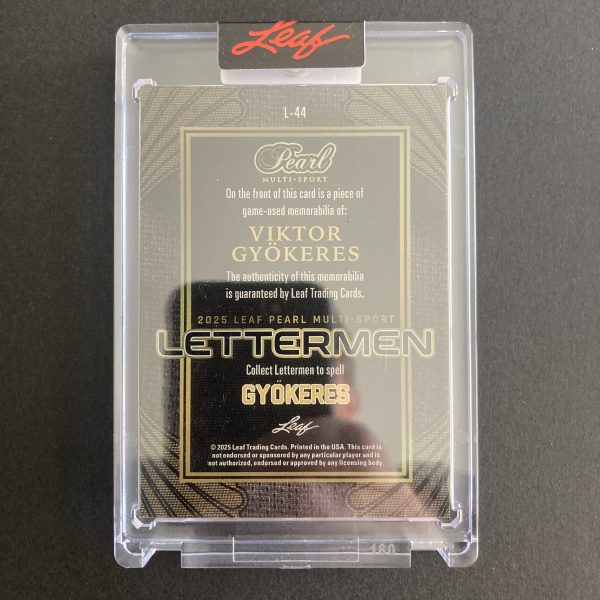 Leaf
L-44
Pearl
MULTI-SPORT
On the front of this card is a piece of
game-used memorabilia of:
VIKTOR
GYÖKERES
The authenticity of this memorabilia
is guaranteed by Leaf Trading Cards.
2025 LEAF PEARL MULTI-SPORT
LETTERMEN
Collect Lettermen to spell
GYÖKERES
Leaf
© 2025 Leaf Trading Cards. Printed in the USA. This card is
not endorsed or sponsored by any particular player and is
not authorized, endorsed or approved by any licensing body.